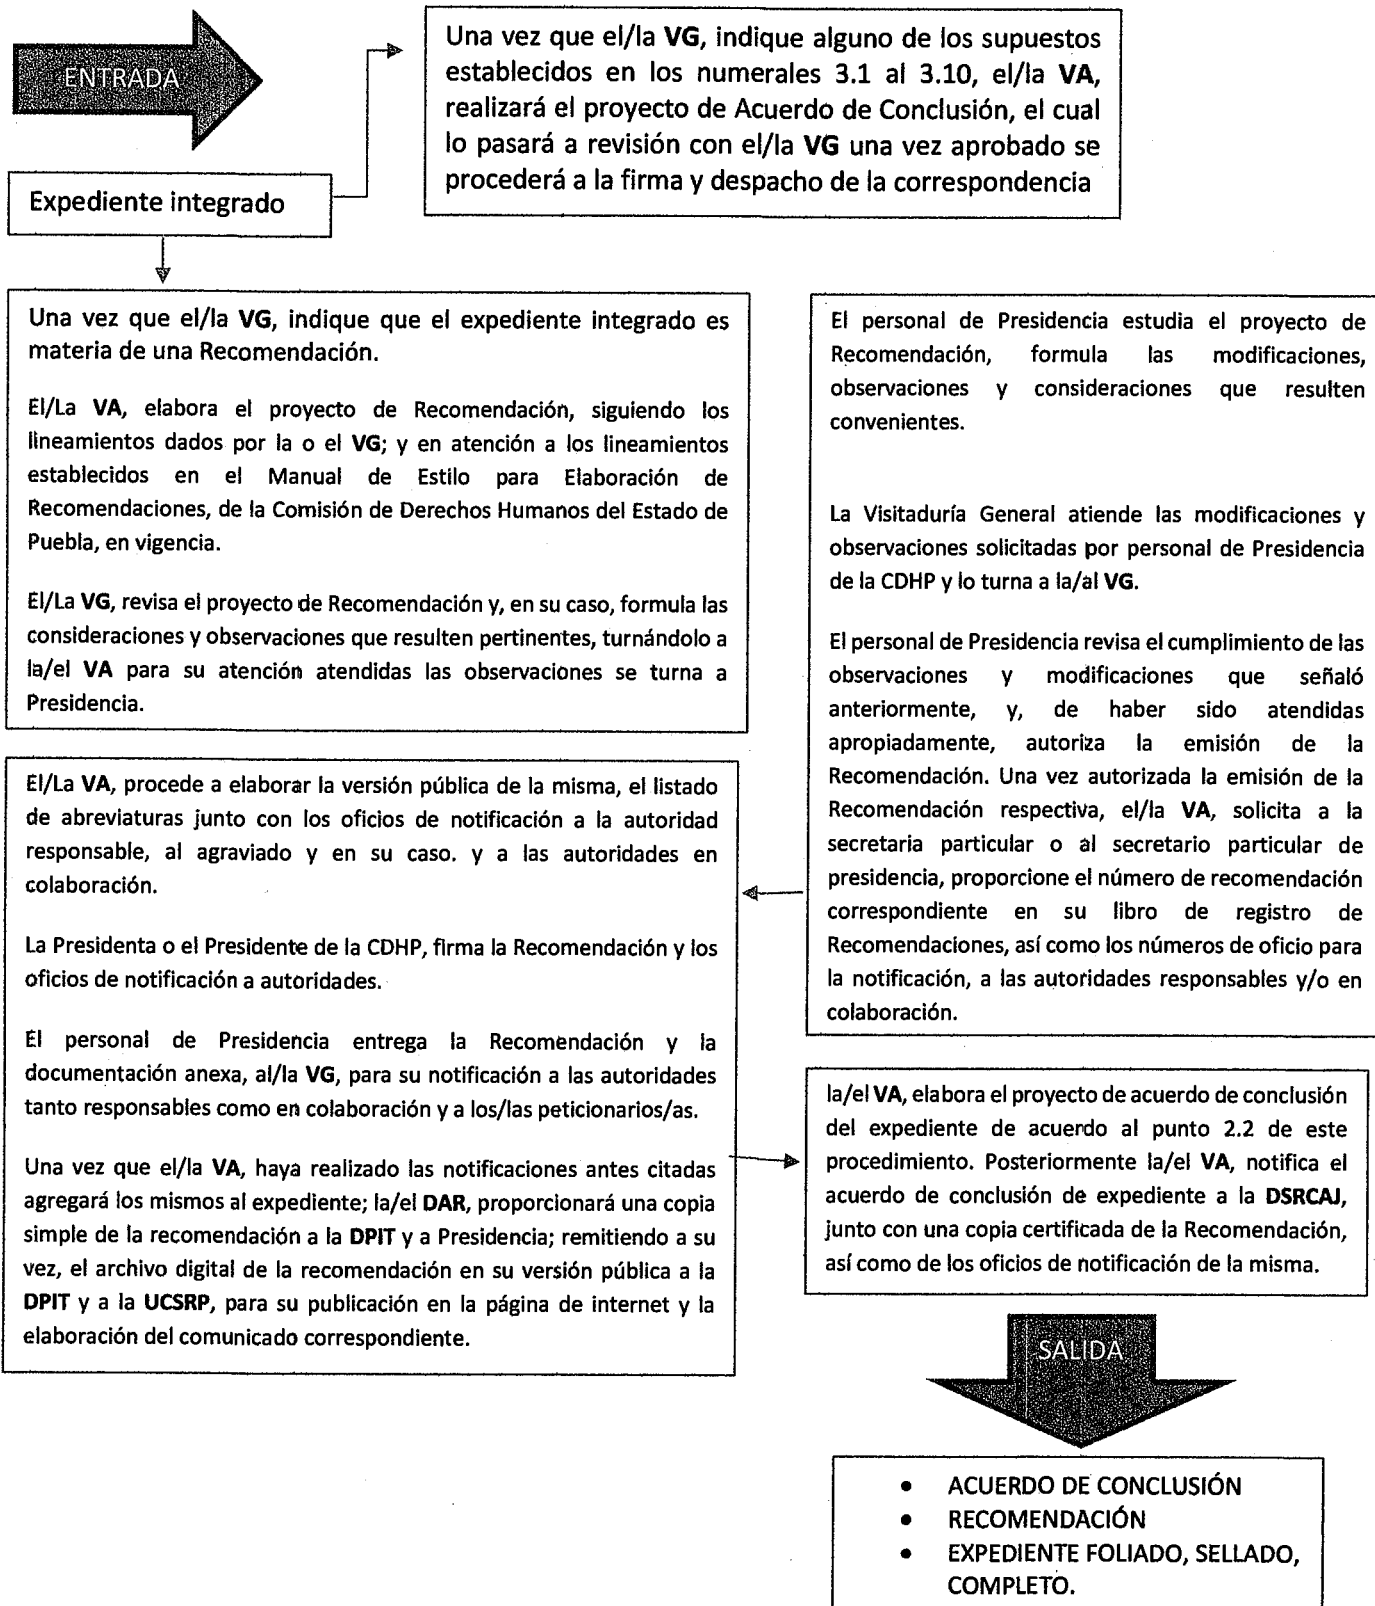 ENTRADA
Una vez que el/la VG, indique alguno de los supuestos
establecidos en los numerales 3.1 al 3.10, el/la VA,
realizará el proyecto de Acuerdo de Conclusión, el cual
lo pasará a revisión con el/la VG una vez aprobado se
procederá a la firma y despacho de la correspondencia
Expediente integrado
Una vez que el/la VG, indique que el expediente integrado es
materia de una Recomendación.
El/La VA, elabora el proyecto de Recomendación, siguiendo los
lineamientos dados por la o el VG; y en atención a los lineamientos
establecidos en el Manual de Estilo para Elaboración de
Recomendaciones, de la Comisión de Derechos Humanos del Estado de
Puebla, en vigencia.
El/La VG, revisa el proyecto de Recomendación y, en su caso, formula las
consideraciones y observaciones que resulten pertinentes, turnándolo a
la/el VA para su atención atendidas las observaciones se turna a
Presidencia.
El personal de Presidencia estudia el proyecto de
Recomendación, formula las modificaciones,
observaciones y consideraciones que resulten
convenientes.
La Visitaduría General atiende las modificaciones y
observaciones solicitadas por personal de Presidencia
de la CDHP y lo turna a la/al VG.
El personal de Presidencia revisa el cumplimiento de las
observaciones y modificaciones que señaló
anteriormente, y, de haber sido atendidas
apropiadamente, autoriza la emisión de la
Recomendación. Una vez autorizada la emisión de la
Recomendación respectiva, el/la VA, solicita a la
secretaria particular o al secretario particular de
presidencia, proporcione el número de recomendación
correspondiente en su libro de registro de
Recomendaciones, así como los números de oficio para
la notificación, a las autoridades responsables y/o en
colaboración.
El/La VA, procede a elaborar la versión pública de la misma, el listado
de abreviaturas junto con los oficios de notificación a la autoridad
responsable, al agraviado y en su caso. y a las autoridades en
colaboración.
La Presidenta o el Presidente de la CDHP, firma la Recomendación y los
oficios de notificación a autoridades.
El personal de Presidencia entrega la Recomendación y la
documentación anexa, al/la VG, para su notificación a las autoridades
tanto responsables como en colaboración y a los/las peticionarios/as.
Una vez que el/la VA, haya realizado las notificaciones antes citadas
agregará los mismos al expediente; la/el DAR, proporcionará una copia
simple de la recomendación a la DPIT y a Presidencia; remitiendo a su
vez, el archivo digital de la recomendación en su versión pública a la
DPIT y a la UCSRP, para su publicación en la página de internet y la
elaboración del comunicado correspondiente.
la/el VA, elabora el proyecto de acuerdo de conclusión
del expediente de acuerdo al punto 2.2 de este
procedimiento. Posteriormente la/el VA, notifica el
acuerdo de conclusión de expediente a la DSRCAJ,
junto con una copia certificada de la Recomendación,
así como de los oficios de notificación de la misma.
SALIDA
• ACUERDO DE CONCLUSIÓN
• RECOMENDACIÓN
• EXPEDIENTE FOLIADO, SELLADO,
COMPLETO.